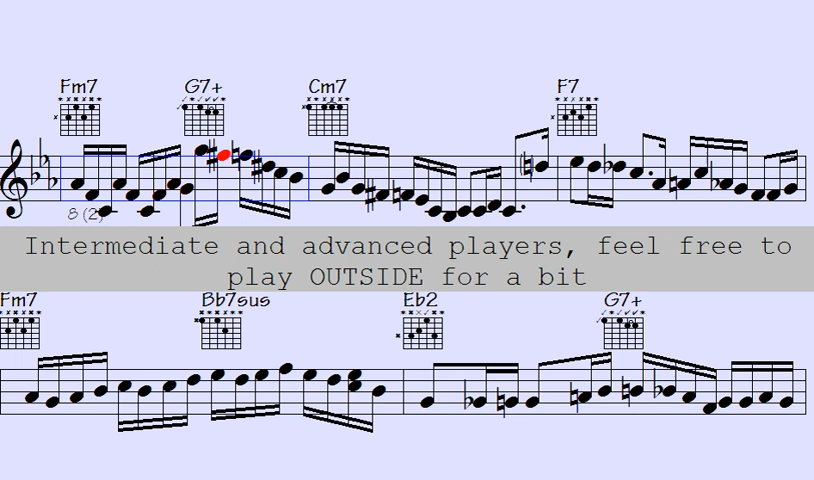 Fm7 G7+ Cm7 F7
8 (2)
Intermediate and advanced players, feel free to
play OUTSIDE for a bit
Fm7 Bb7sus Eb2 G7+